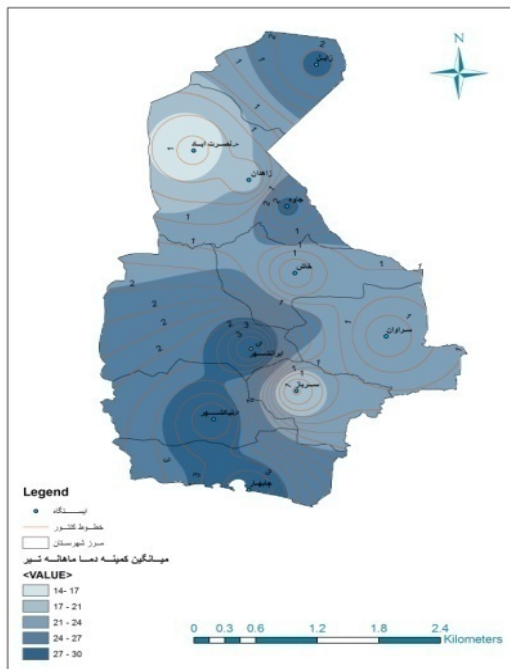 N
زابل
م.نصرت اباد
زاهدان
جاوه
خاش
سراوان
ایرانشهر
سرباز
چابهار
Legend
ایستگاه
خطوط کنتور
مرز شهرستان
میانگین کمینه دما ماهانه تیر
<VALUE>
14- 17
17 - 21
21 - 24
24 - 27
27 - 30
0 0.3 0.6 1.2 1.8 2.4
Kilometers